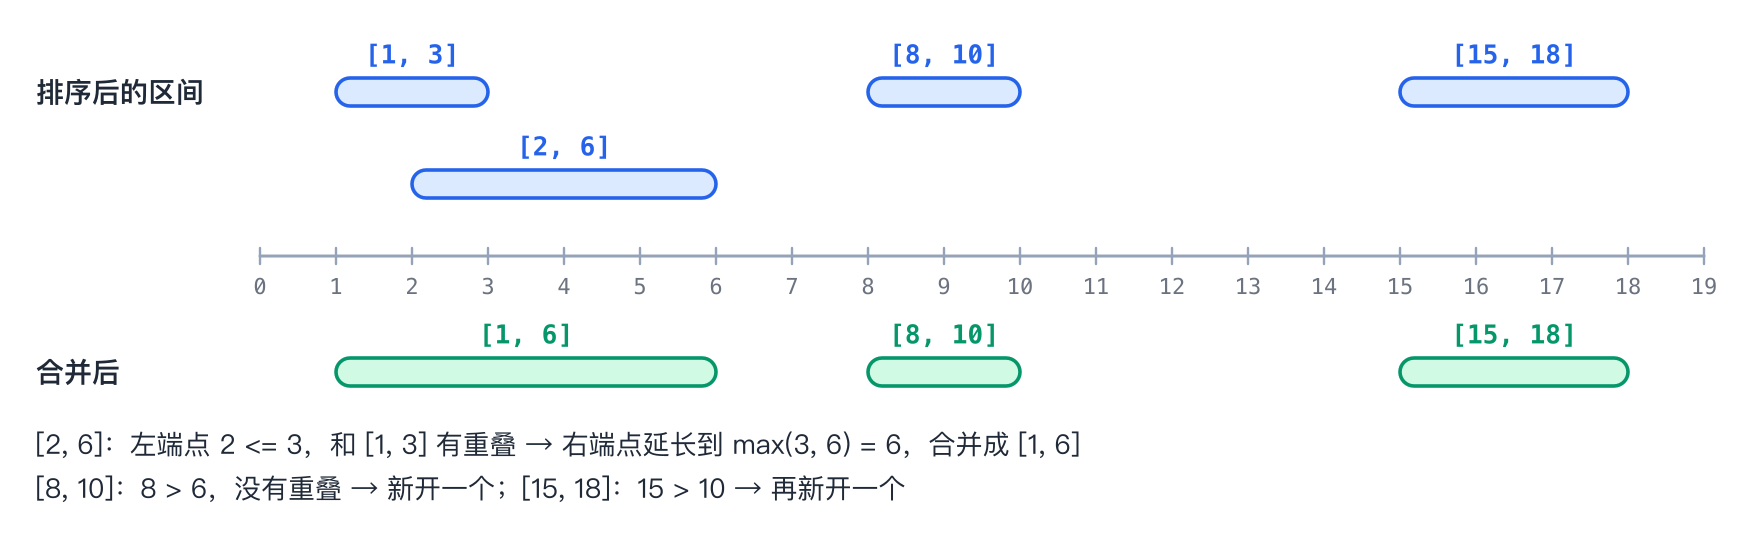 [1, 3] [8, 10] [15, 18]
排序后的区间
[2, 6]
0 1 2 3 4 5 6 7 8 9 10 11 12 13 14 15 16 17 18 19
[1, 6] [8, 10] [15, 18]
合并后
[2, 6]：左端点 2 <= 3，和 [1, 3] 有重叠 → 右端点延长到 max(3, 6) = 6，合并成 [1, 6]
[8, 10]：8 > 6，没有重叠 → 新开一个；[15, 18]：15 > 10 → 再新开一个